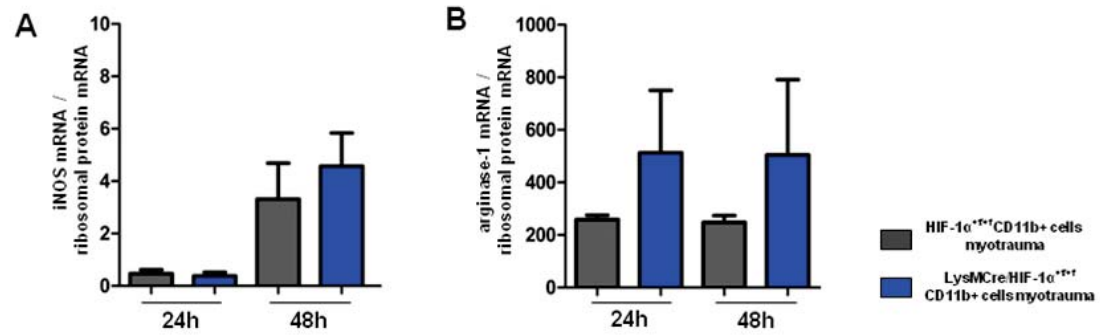 A
iNOS mRNA /
ribosomal protein mRNA
10
8
6
4
2
0
24h
48h
B
arginase-1 mRNA /
ribosomal protein mRNA
1000
800
600
400
200
0
24h
48h
HIF-1α⁺ᶠ⁺ᶠCD11b+ cells
myotrauma
LysMCre/HIF-1α⁺ᶠ⁺ᶠ
CD11b+ cells myotrauma